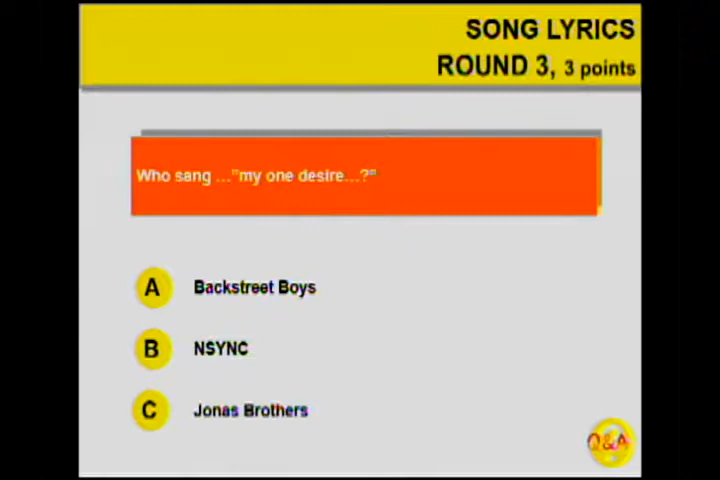 SONG LYRICS
ROUND 3, 3 points
Who sang ..."my one desire...?"
A Backstreet Boys
B NSYNC
C Jonas Brothers
Q&A